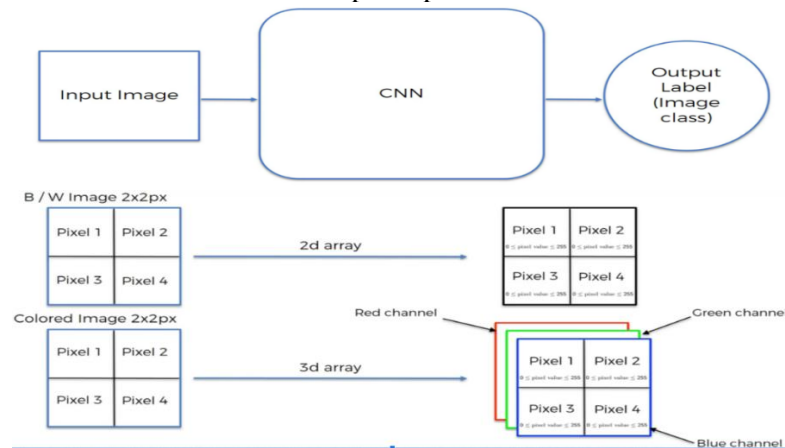 Input Image
CNN
Output
Label
(Image
class)
B / W Image 2x2px
Pixel 1 Pixel 2
Pixel 3 Pixel 4
2d array
Pixel 1 Pixel 2
0 ≤ pixel value ≤ 255 0 ≤ pixel value ≤ 255
Pixel 3 Pixel 4
0 ≤ pixel value ≤ 255 0 ≤ pixel value ≤ 255
Colored Image 2x2px
Pixel 1 Pixel 2
Pixel 3 Pixel 4
3d array
Red channel
Green channel
Pixel 1 Pixel 2
0 ≤ pixel value ≤ 255 0 ≤ pixel value ≤ 255
Pixel 3 Pixel 4
0 ≤ pixel value ≤ 255 0 ≤ pixel value ≤ 255
Blue channel